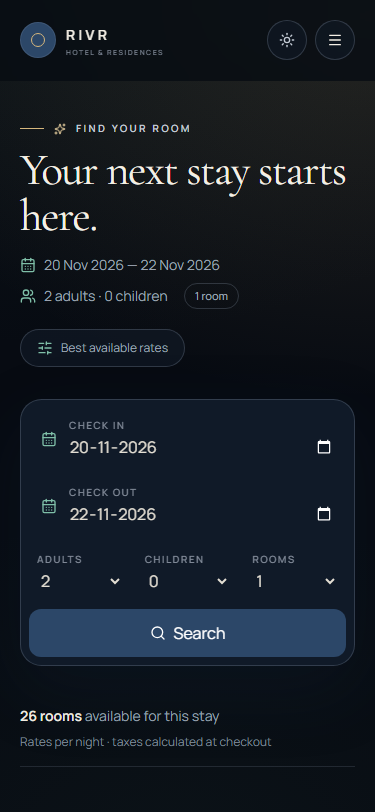 RIVR
HOTEL & RESIDENCES
FIND YOUR ROOM
Your next stay starts
here.
20 Nov 2026 — 22 Nov 2026
2 adults · 0 children 1 room
Best available rates
CHECK IN
20-11-2026
CHECK OUT
22-11-2026
ADULTS CHILDREN ROOMS
2 0 1
Search
26 rooms available for this stay
Rates per night · taxes calculated at checkout